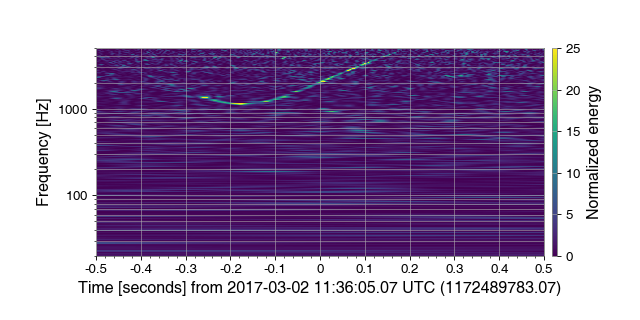 Frequency [Hz]
1000
100
-0.5 -0.4 -0.3 -0.2 -0.1 0 0.1 0.2 0.3 0.4 0.5
Time [seconds] from 2017-03-02 11:36:05.07 UTC (1172489783.07)
25
20
15
10
5
0
Normalized energy